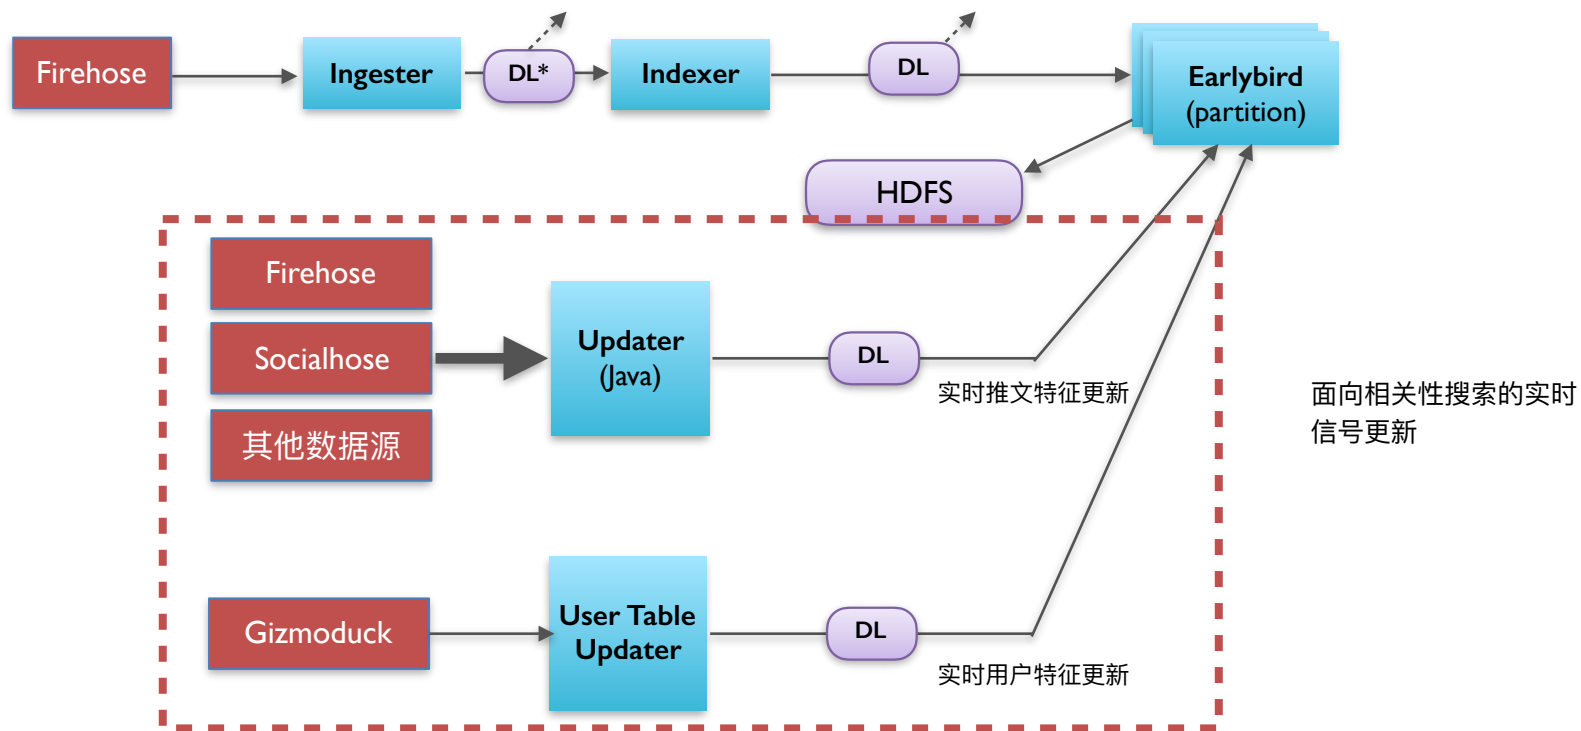 Firehose
Ingester
DL*
Indexer
DL
Earlybird
(partition)
HDFS
Firehose
Socialhose
其他数据源
Updater
(Java)
DL
实时推文特征更新
面向相关性搜索的实时
信号更新
Gizmoduck
User Table
Updater
DL
实时用户特征更新